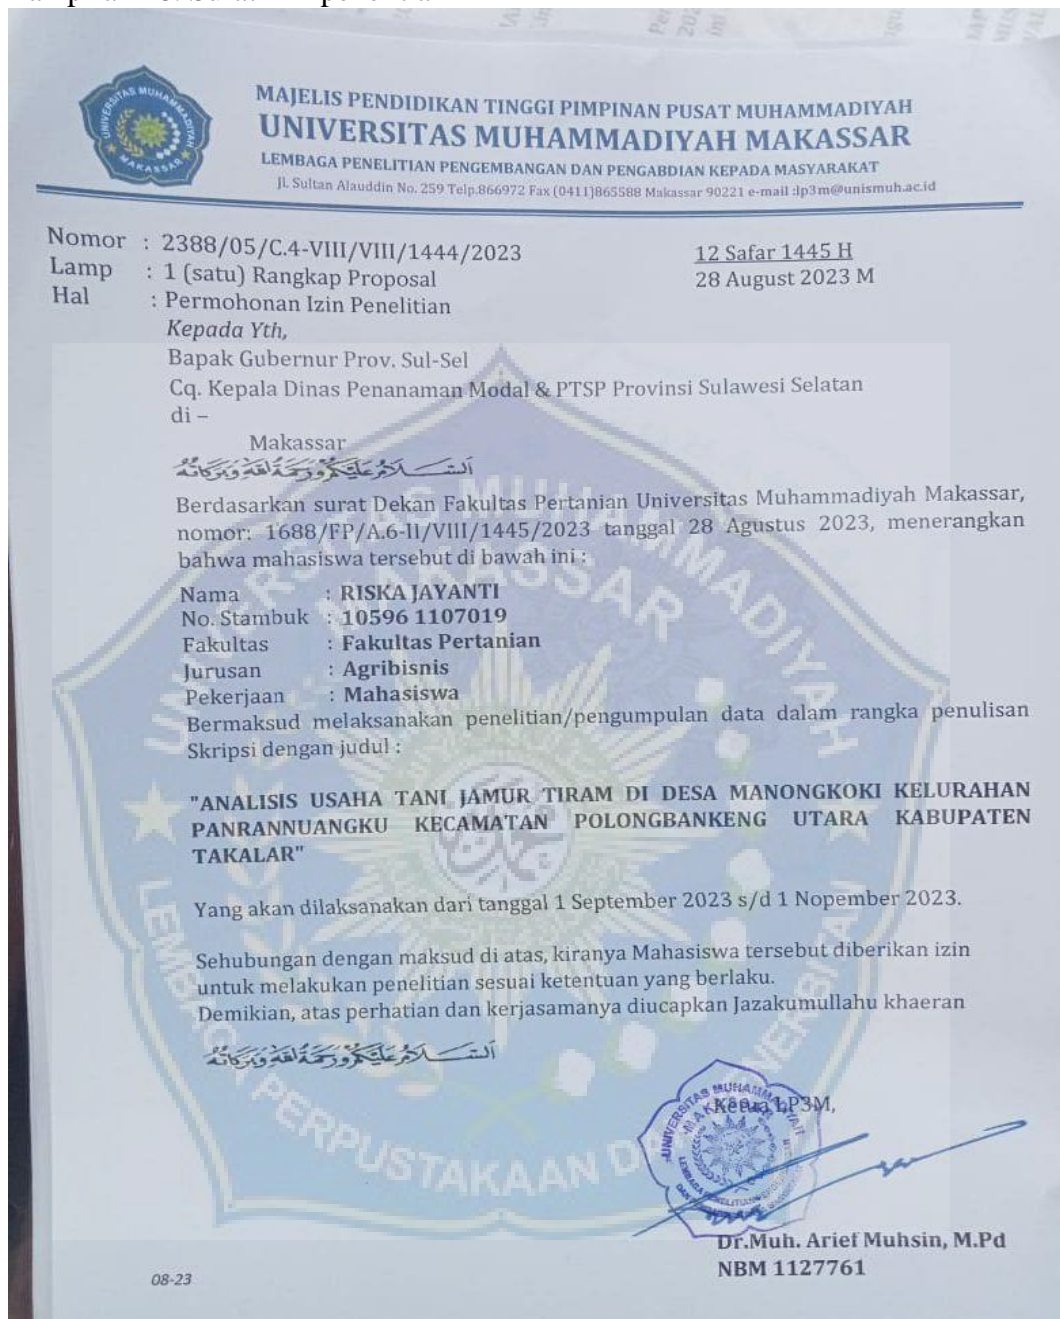 MAJELIS PENDIDIKAN TINGGI PIMPINAN PUSAT MUHAMMADIYAH
UNIVERSITAS MUHAMMADIYAH MAKASSAR
LEMBAGA PENELITIAN PENGEMBANGAN DAN PENGABDIAN KEPADA MASYARAKAT
Jl. Sultan Alauddin No. 259 Telp.866972 Fax (0411)865588 Makassar 90221 e-mail :lp3m@unismuh.ac.id
Nomor : 2388/05/C.4-VIII/VIII/1444/2023
12 Safar 1445 H
Lamp : 1 (satu) Rangkap Proposal
28 August 2023 M
Hal : Permohonan Izin Penelitian
Kepada Yth,
Bapak Gubernur Prov. Sul-Sel
Cq. Kepala Dinas Penanaman Modal & PTSP Provinsi Sulawesi Selatan
di –
Makassar
السلام عليكم ورحمة الله وبركاته
Berdasarkan surat Dekan Fakultas Pertanian Universitas Muhammadiyah Makassar,
nomor: 1688/FP/A.6-II/VIII/1445/2023 tanggal 28 Agustus 2023, menerangkan
bahwa mahasiswa tersebut di bawah ini :
Nama : RISKA JAYANTI
No. Stambuk : 10596 1107019
Fakultas : Fakultas Pertanian
Jurusan : Agribisnis
Pekerjaan : Mahasiswa
Bermaksud melaksanakan penelitian/pengumpulan data dalam rangka penulisan
Skripsi dengan judul :
"ANALISIS USAHA TANI JAMUR TIRAM DI DESA MANONGKOKI KELURAHAN
PANRANNUANGKU KECAMATAN POLONGBANKENG UTARA KABUPATEN
TAKALAR"
Yang akan dilaksanakan dari tanggal 1 September 2023 s/d 1 Nopember 2023.
Sehubungan dengan maksud di atas, kiranya Mahasiswa tersebut diberikan izin
untuk melakukan penelitian sesuai ketentuan yang berlaku.
Demikian, atas perhatian dan kerjasamanya diucapkan Jazakumullahu khaeran
السلام عليكم ورحمة الله وبركاته
Ketua LP3M,
Dr.Muh. Arief Muhsin, M.Pd
NBM 1127761
08-23
UNIVERSITAS MUHAMMADIYAH
MAKASSAR
LEMBAGA PERPUSTAKAAN DAN PENERBITAN